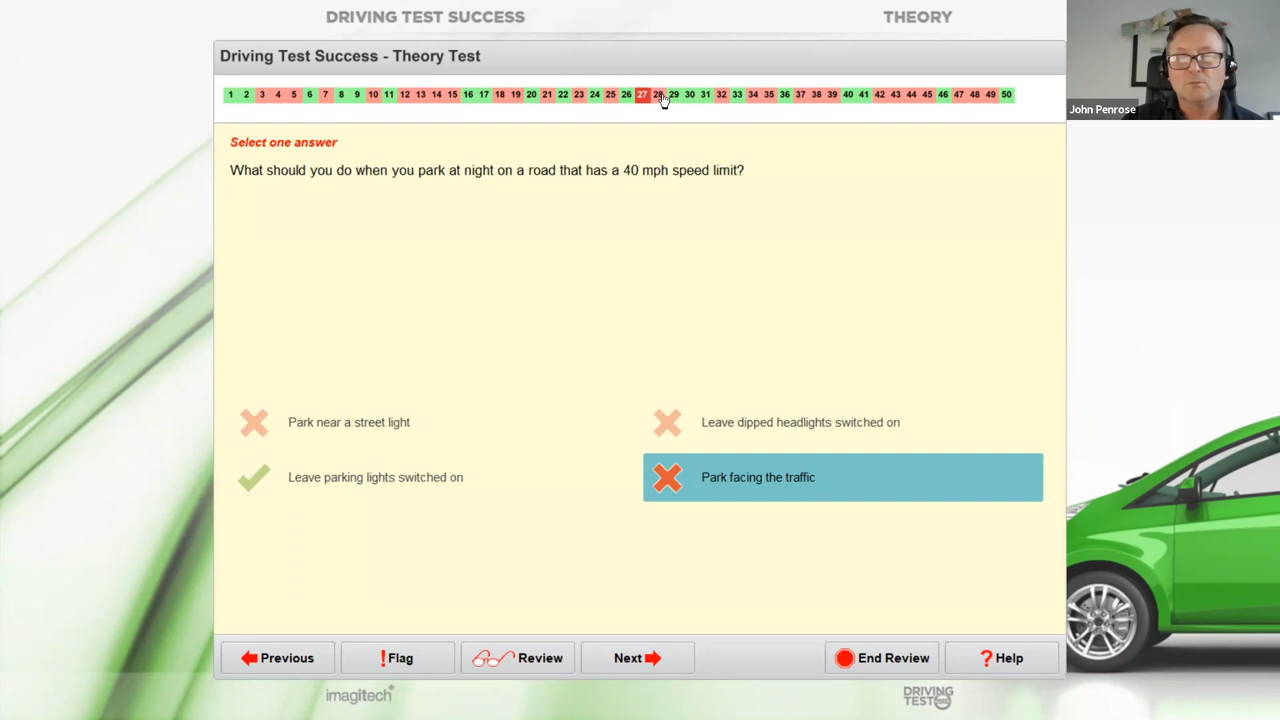 DRIVING TEST SUCCESS THEORY
Driving Test Success - Theory Test
1 2 3 4 5 6 7 8 9 10 11 12 13 14 15 16 17 18 19 20 21 22 23 24 25 26 27 28 29 30 31 32 33 34 35 36 37 38 39 40 41 42 43 44 45 46 47 48 49 50
John Penrose
Select one answer
What should you do when you park at night on a road that has a 40 mph speed limit?
Park near a street light
Leave dipped headlights switched on
Leave parking lights switched on
Park facing the traffic
Previous
!Flag
Review
Next
End Review
?Help
imagitech
DRIVING
TEST